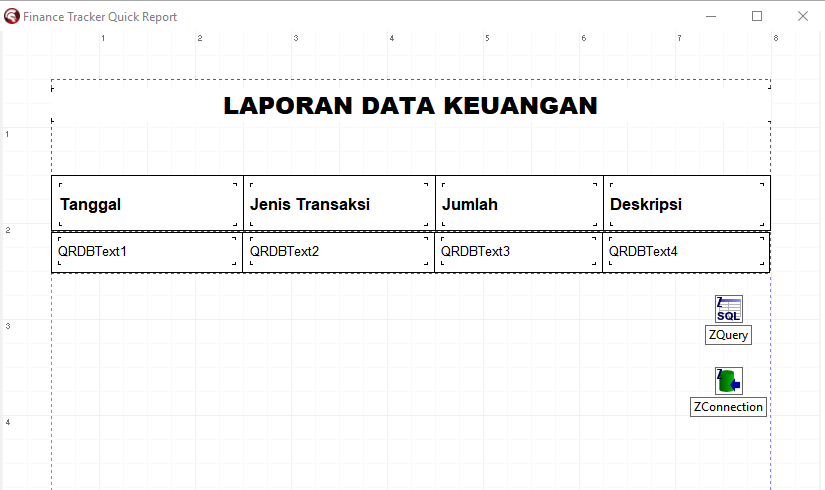 Finance Tracker Quick Report
1 2 3 4 5 6 7 8
LAPORAN DATA KEUANGAN
1
Tanggal Jenis Transaksi Jumlah Deskripsi
2
QRDBText1 QRDBText2 QRDBText3 QRDBText4
Z SQL
3
ZQuery
Z
ZConnection
4